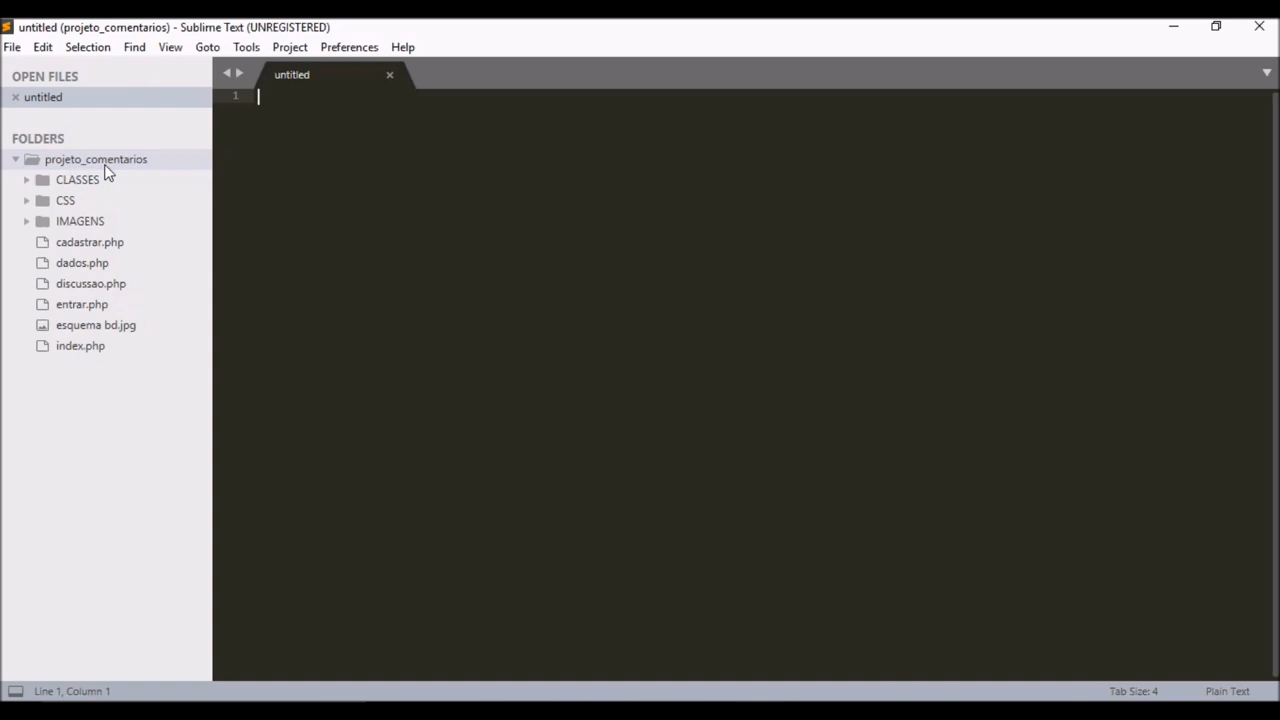 untitled (projeto_comentarios) - Sublime Text (UNREGISTERED)
File Edit Selection Find View Goto Tools Project Preferences Help
OPEN FILES
untitled
untitled
1
FOLDERS
projeto_comentarios
CLASSES
CSS
IMAGENS
cadastrar.php
dados.php
discussao.php
entrar.php
esquema bd.jpg
index.php
Line 1, Column 1
Tab Size: 4
Plain Text